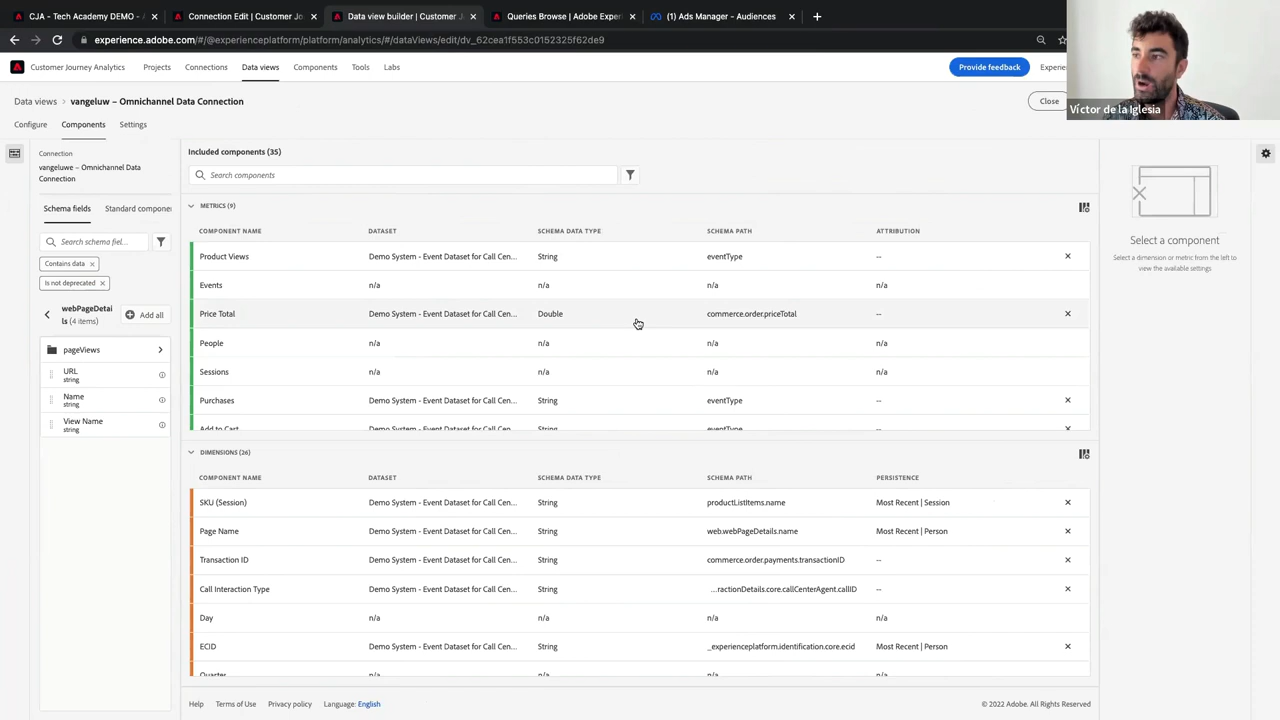 CJA - Tech Academy DEMO - A
Connection Edit | Customer Jo
Data view builder | Customer J
Queries Browse | Adobe Exper
(1) Ads Manager - Audiences
experience.adobe.com/#/@experienceplatform/platform/analytics/#/dataViews/edit/dv_62cea1f553c0152325f62de9
Customer Journey Analytics
Projects
Connections
Data views
Components
Tools
Labs
Provide feedback
Experien
Víctor de la Iglesia
Data views > vangeluw – Omnichannel Data Connection
Close
Configure
Components
Settings
Connection
vangeluwe – Omnichannel Data
Connection
Schema fields
Standard compone
Search schema fiel...
Contains data
Is not deprecated
webPageDetai
ls (4 items)
Add all
pageViews
URL
string
Name
string
View Name
string
Included components (35)
Search components
METRICS (9)
COMPONENT NAME DATASET SCHEMA DATA TYPE SCHEMA PATH ATTRIBUTION
Product Views Demo System - Event Dataset for Call Cen... String eventType --
Events n/a n/a n/a n/a
Price Total Demo System - Event Dataset for Call Cen... Double commerce.order.priceTotal --
People n/a n/a n/a n/a
Sessions n/a n/a n/a n/a
Purchases Demo System - Event Dataset for Call Cen... String eventType --
Add to Cart Demo System - Event Dataset for Call Cen... String eventType --
DIMENSIONS (26)
COMPONENT NAME DATASET SCHEMA DATA TYPE SCHEMA PATH PERSISTENCE
SKU (Session) Demo System - Event Dataset for Call Cen... String productListItems.name Most Recent | Session
Page Name Demo System - Event Dataset for Call Cen... String web.webPageDetails.name Most Recent | Person
Transaction ID Demo System - Event Dataset for Call Cen... String commerce.order.payments.transactionID --
Call Interaction Type Demo System - Event Dataset for Call Cen... String ...ractionDetails.core.callCenterAgent.callID --
Day n/a n/a n/a n/a
ECID Demo System - Event Dataset for Call Cen... String _experienceplatform.identification.core.ecid Most Recent | Person
Quarter n/a n/a n/a n/a
Select a component
Select a dimension or metric from the left to
view the available settings
Help
Terms of Use
Privacy policy
Language: English
© 2022 Adobe. All Rights Reserved